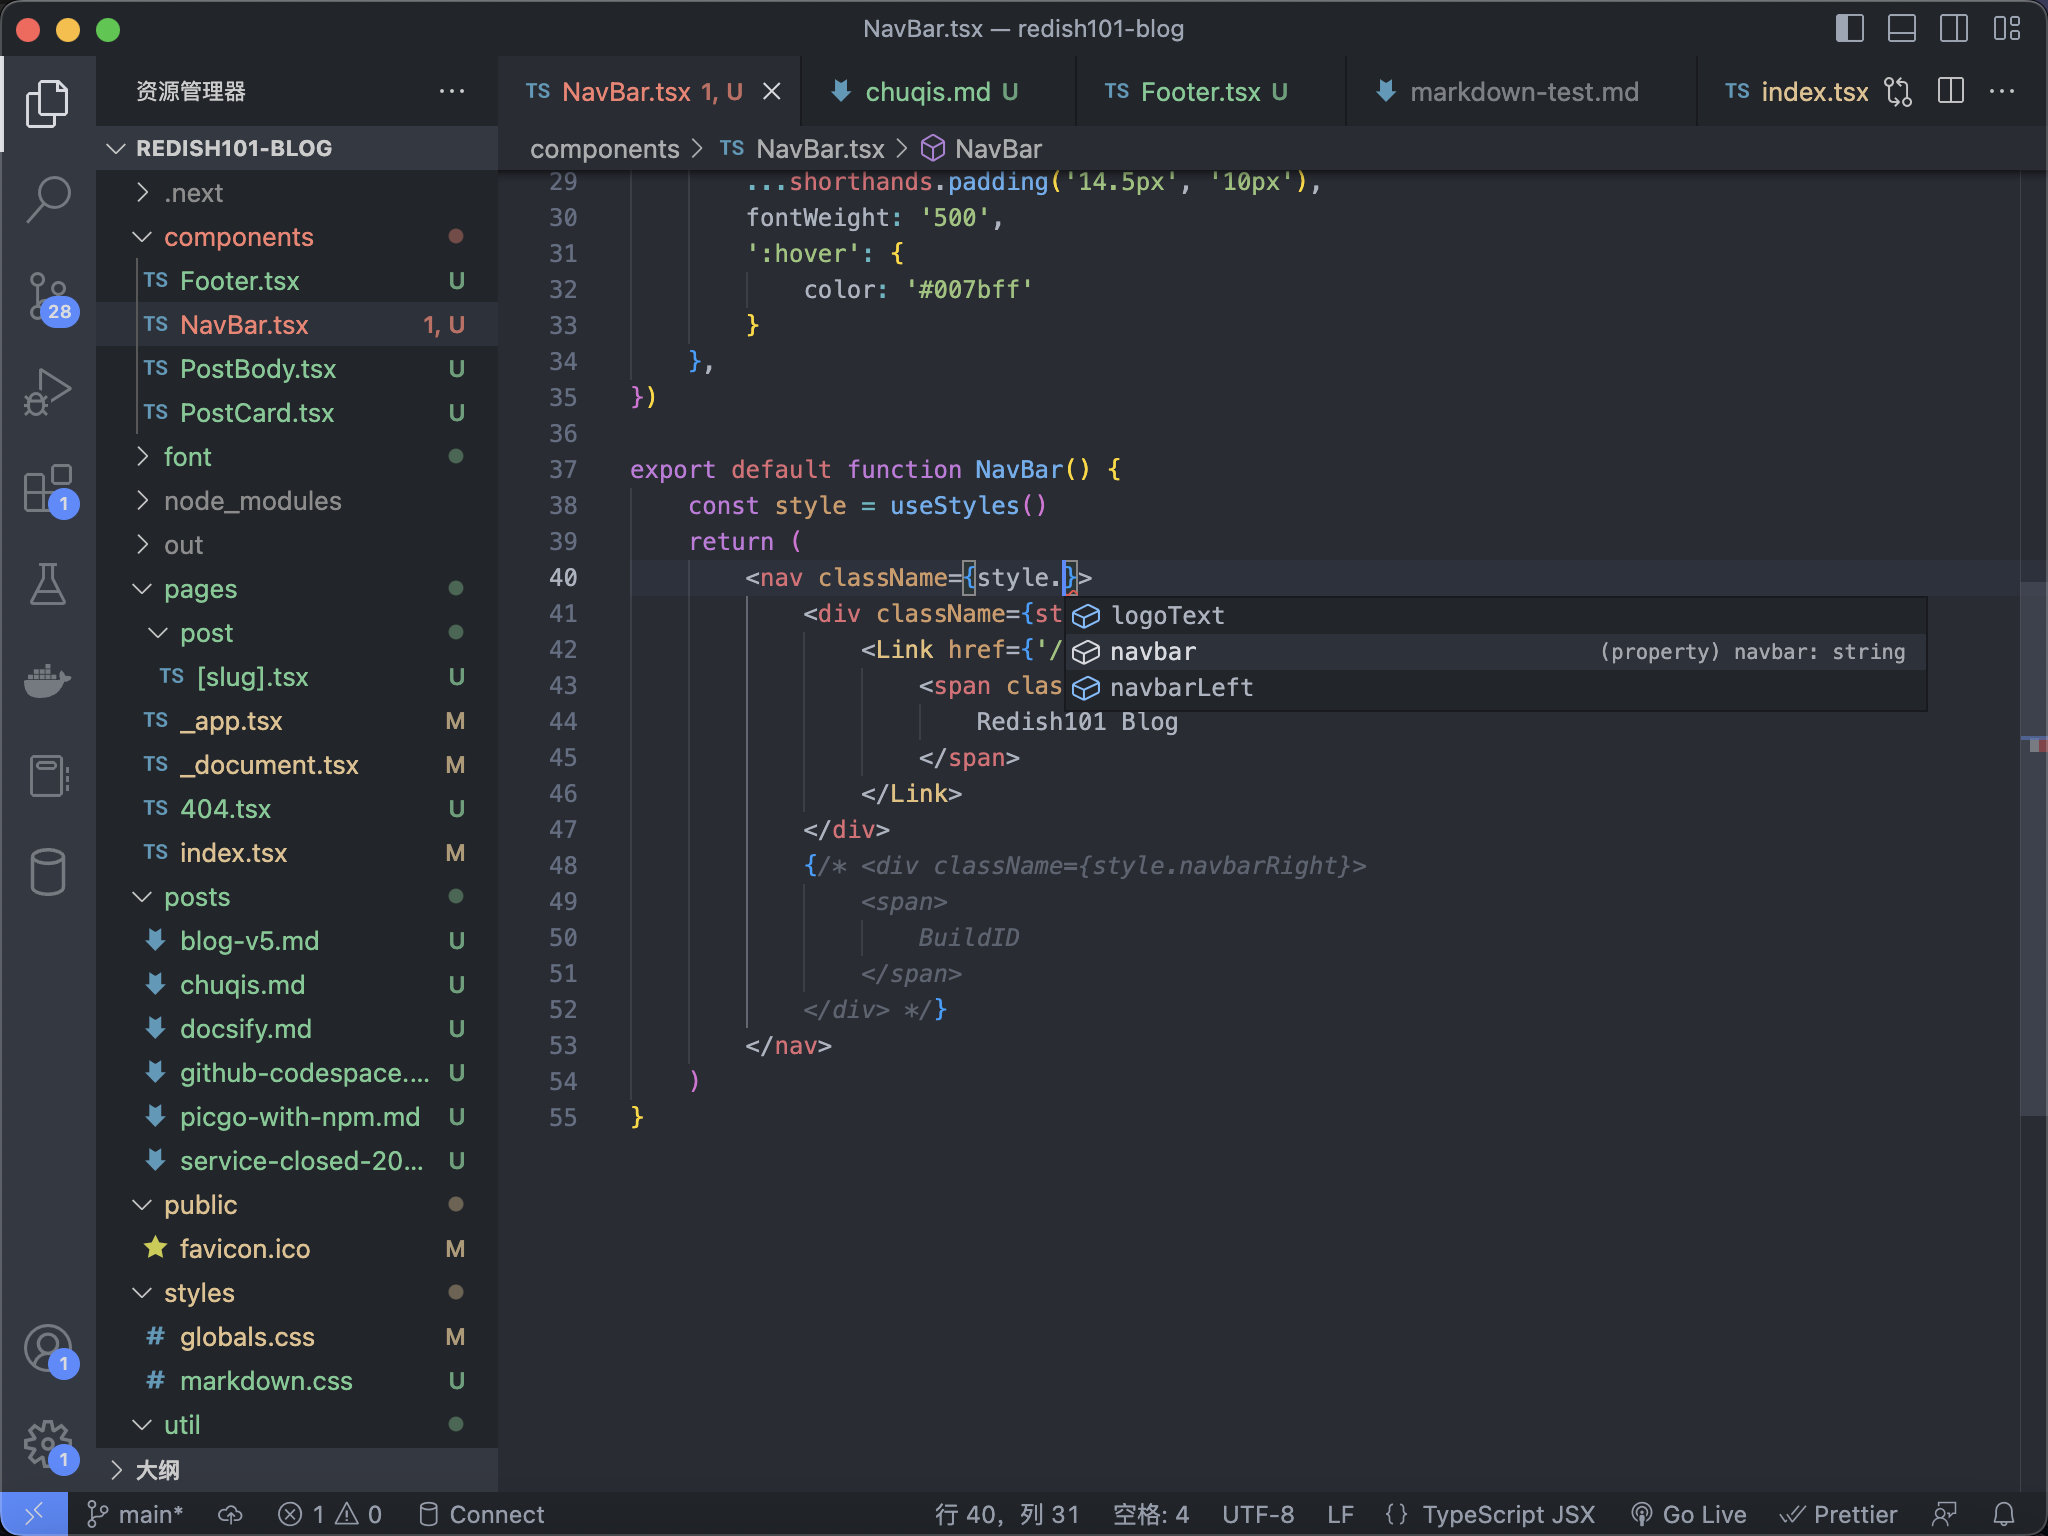 NavBar.tsx — redish101-blog
资源管理器 ···
REDISH101-BLOG
.next
components
TS Footer.tsx U
TS NavBar.tsx 1, U
TS PostBody.tsx U
TS PostCard.tsx U
font
node_modules
out
pages
post
TS [slug].tsx U
TS _app.tsx M
TS _document.tsx M
TS 404.tsx U
TS index.tsx M
posts
blog-v5.md U
chuqis.md U
docsify.md U
github-codespace.... U
picgo-with-npm.md U
service-closed-20... U
public
favicon.ico M
styles
# globals.css M
# markdown.css U
util
大纲
28
1
1
1
TS NavBar.tsx 1, U
chuqis.md U
TS Footer.tsx U
markdown-test.md
TS index.tsx
···
components > TS NavBar.tsx > NavBar
29 ...shorthands.padding('14.5px', '10px'),
30 fontWeight: '500',
31 ':hover': {
32 color: '#007bff'
33 }
34 },
35 })
36
37 export default function NavBar() {
38 const style = useStyles()
39 return (
40 <nav className={style.}>
41 <div className={st
42 <Link href={'/
43 <span clas
44 Redish101 Blog
45 </span>
46 </Link>
47 </div>
48 {/* <div className={style.navbarRight}>
49 <span>
50 BuildID
51 </span>
52 </div> */}
53 </nav>
54 )
55 }
logoText
navbar (property) navbar: string
navbarLeft
main* 1 0 Connect 行 40，列 31 空格: 4 UTF-8 LF {} TypeScript JSX Go Live Prettier